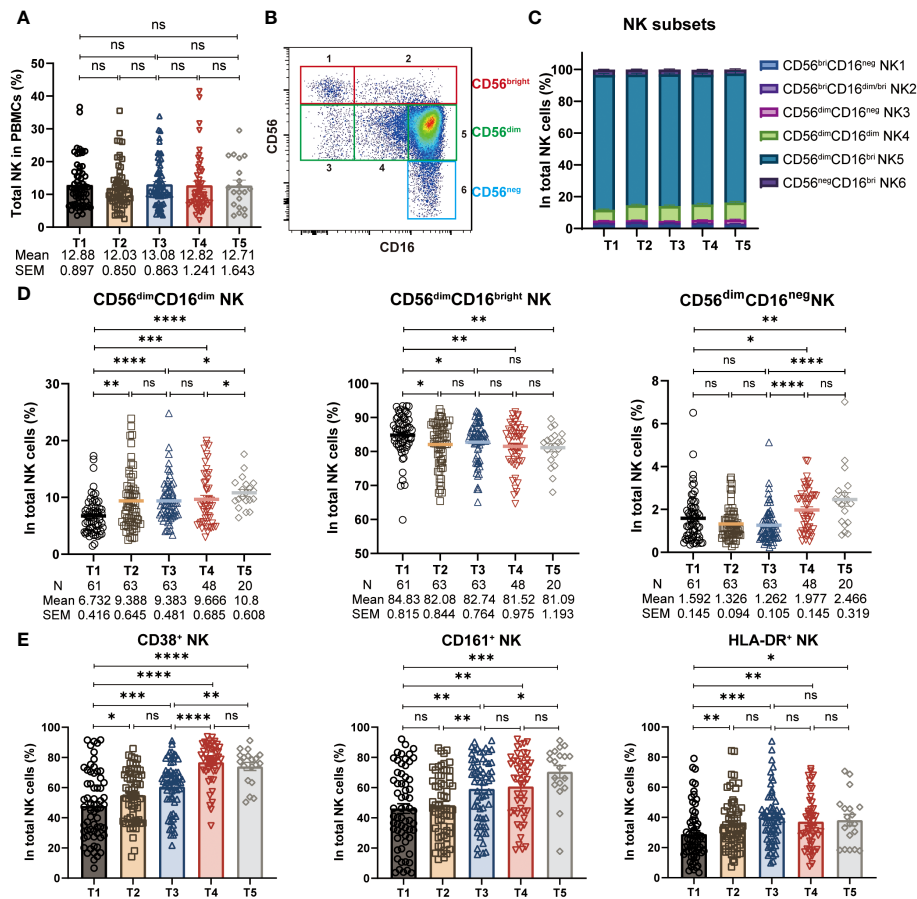 A
ns
ns
ns
ns
ns
ns
ns
Total NK in PBMCs (%)
50
40
30
20
10
0
T1 T2 T3 T4 T5
Mean 12.88 12.03 13.08 12.82 12.71
SEM 0.897 0.850 0.863 1.241 1.643
B
1 2
CD56bright
CD56dim
5
3 4
6
CD56neg
CD56
CD16
C
NK subsets
In total NK cells (%)
100
80
60
40
20
0
T1 T2 T3 T4 T5
CD56briCD16neg NK1
CD56briCD16dim/bri NK2
CD56dimCD16neg NK3
CD56dimCD16dim NK4
CD56dimCD16bri NK5
CD56negCD16bri NK6
D
CD56dimCD16dim NK
****
***
**** *
** ns ns *
In total NK cells (%)
30
20
10
0
T1 T2 T3 T4 T5
N 61 63 63 48 20
Mean 6.732 9.388 9.383 9.666 10.8
SEM 0.416 0.645 0.481 0.685 0.608
CD56dimCD16bright NK
**
**
* ns
* ns ns ns
In total NK cells (%)
100
90
80
70
60
50
T1 T2 T3 T4 T5
N 61 63 63 48 20
Mean 84.83 82.08 82.74 81.52 81.09
SEM 0.815 0.844 0.764 0.975 1.193
CD56dimCD16negNK
**
*
ns ****
ns ns **** ns
In total NK cells (%)
8
6
4
2
0
T1 T2 T3 T4 T5
N 61 63 63 48 20
Mean 1.592 1.326 1.262 1.977 2.466
SEM 0.145 0.094 0.105 0.145 0.319
E
CD38+ NK
****
****
*** **
* ns **** ns
In total NK cells (%)
100
80
60
40
20
0
T1 T2 T3 T4 T5
CD161+ NK
***
**
** *
ns ** ns ns
In total NK cells (%)
100
80
60
40
20
0
T1 T2 T3 T4 T5
HLA-DR+ NK
*
**
*** ns
** ns ns ns
In total NK cells (%)
100
80
60
40
20
0
T1 T2 T3 T4 T5